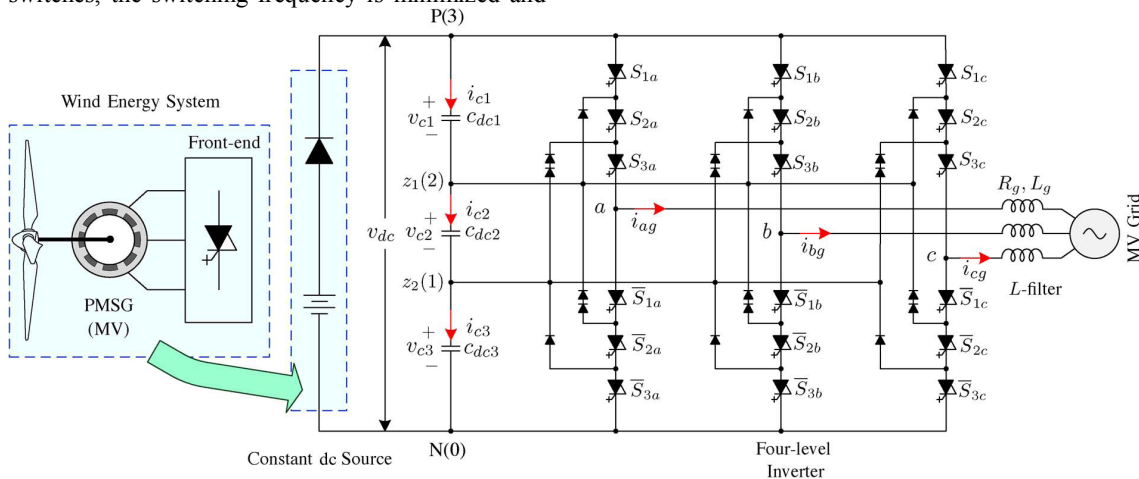 switches, the switching frequency is minimized and
P(3)
Wind Energy System
Front-end
PMSG
(MV)
Constant dc Source
v_dc
+
v_c1
−
i_c1
c_dc1
z_1(2)
+
v_c2
−
i_c2
c_dc2
z_2(1)
+
v_c3
−
i_c3
c_dc3
N(0)
S_1a
S_2a
S_3a
a
i_ag
S̅_1a
S̅_2a
S̅_3a
S_1b
S_2b
S_3b
b
i_bg
S̅_1b
S̅_2b
S̅_3b
S_1c
S_2c
S_3c
c
i_cg
S̅_1c
S̅_2c
S̅_3c
R_g, L_g
L-filter
MV Grid
Four-level
Inverter